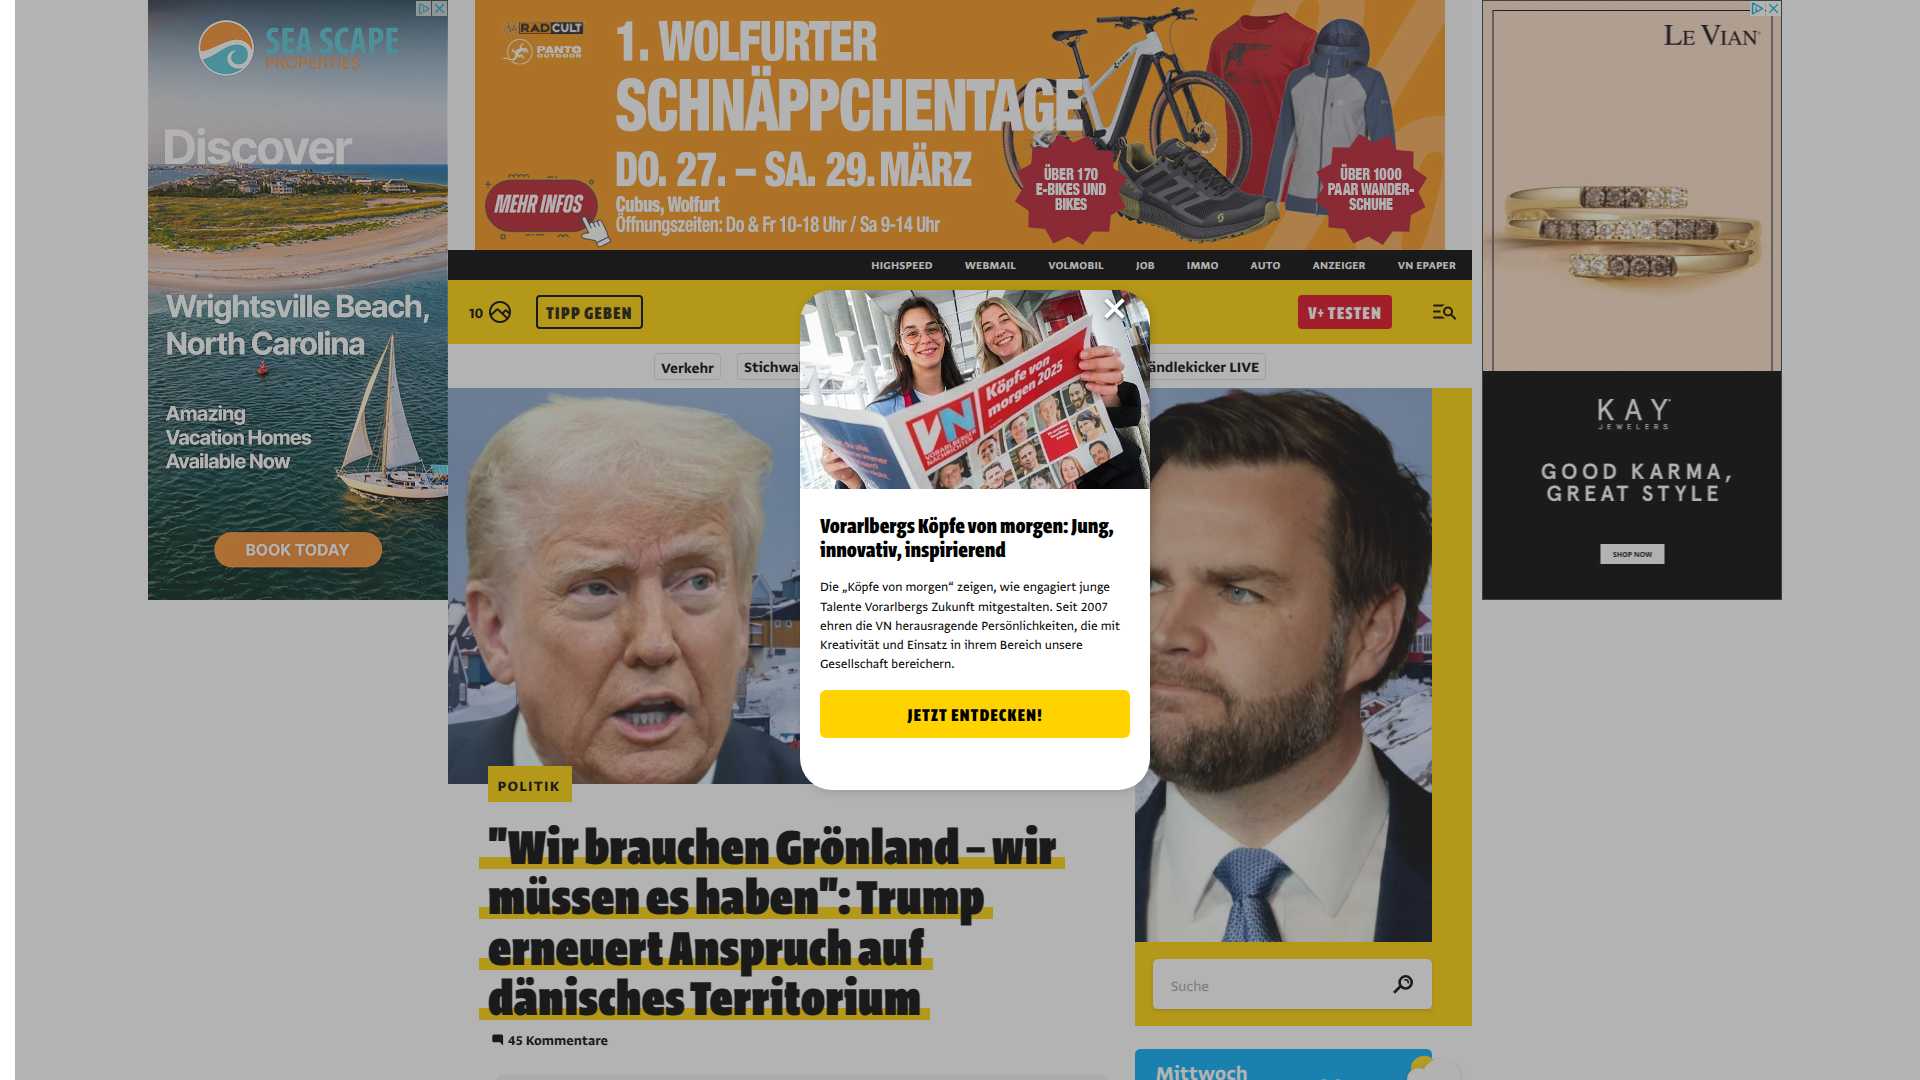 SEA SCAPE
PROPERTIES
Discover
Wrightsville Beach,
North Carolina
Amazing
Vacation Homes
Available Now
BOOK TODAY
RADCULT
PANTO
OUTDOOR
1. WOLFURTER
SCHNÄPPCHENTAGE
DO. 27. – SA. 29. MÄRZ
MEHR INFOS
Cubus, Wolfurt
Öffnungszeiten: Do & Fr 10-18 Uhr / Sa 9-14 Uhr
ÜBER 170
E-BIKES UND
BIKES
ÜBER 1000
PAAR WANDER-
SCHUHE
LE VIAN
KAY
JEWELERS
GOOD KARMA,
GREAT STYLE
SHOP NOW
HIGHSPEED WEBMAIL VOLMOBIL JOB IMMO AUTO ANZEIGER VN EPAPER
10 TIPP GEBEN V+ TESTEN
Verkehr Stichwa ändlekicker LIVE
Köpfe von
morgen 2025
VN
VORARLBERGER
NACHRICHTEN
Vorarlbergs Köpfe von morgen: Jung,
innovativ, inspirierend
Die „Köpfe von morgen“ zeigen, wie engagiert junge
Talente Vorarlbergs Zukunft mitgestalten. Seit 2007
ehren die VN herausragende Persönlichkeiten, die mit
Kreativität und Einsatz in ihrem Bereich unsere
Gesellschaft bereichern.
JETZT ENTDECKEN!
POLITIK
"Wir brauchen Grönland – wir
müssen es haben": Trump
erneuert Anspruch auf
dänisches Territorium
45 Kommentare
Suche
Mittwoch